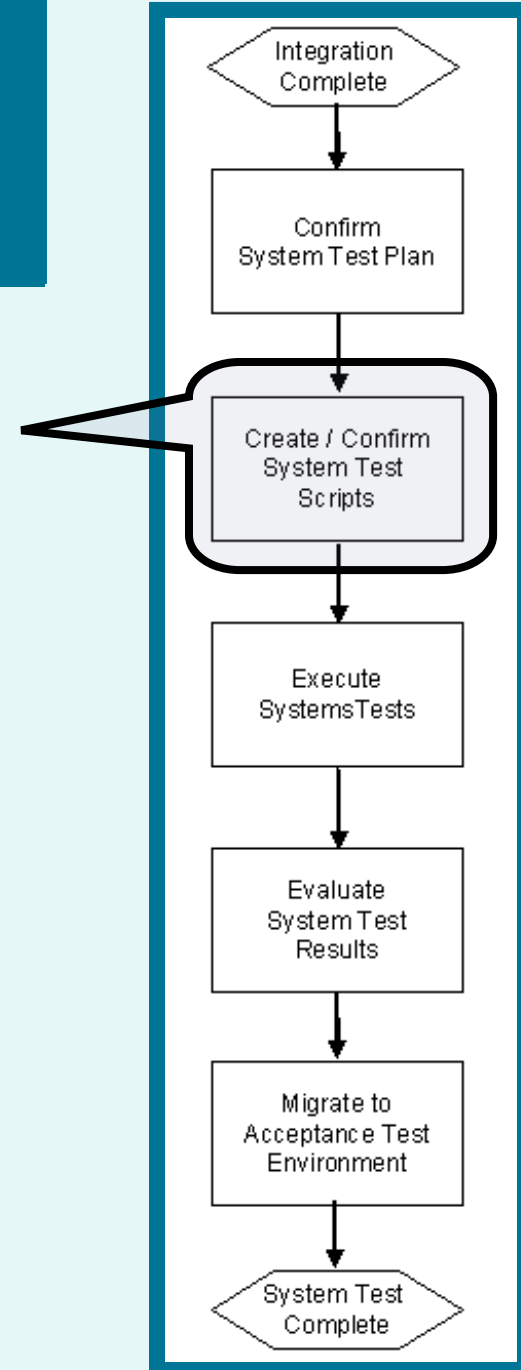 Integration
Complete
Confirm
System Test Plan
Create / Confirm
System Test
Scripts
Execute
SystemsTests
Evaluate
System Test
Results
Migrate to
Acceptance Test
Environment
System Test
Complete